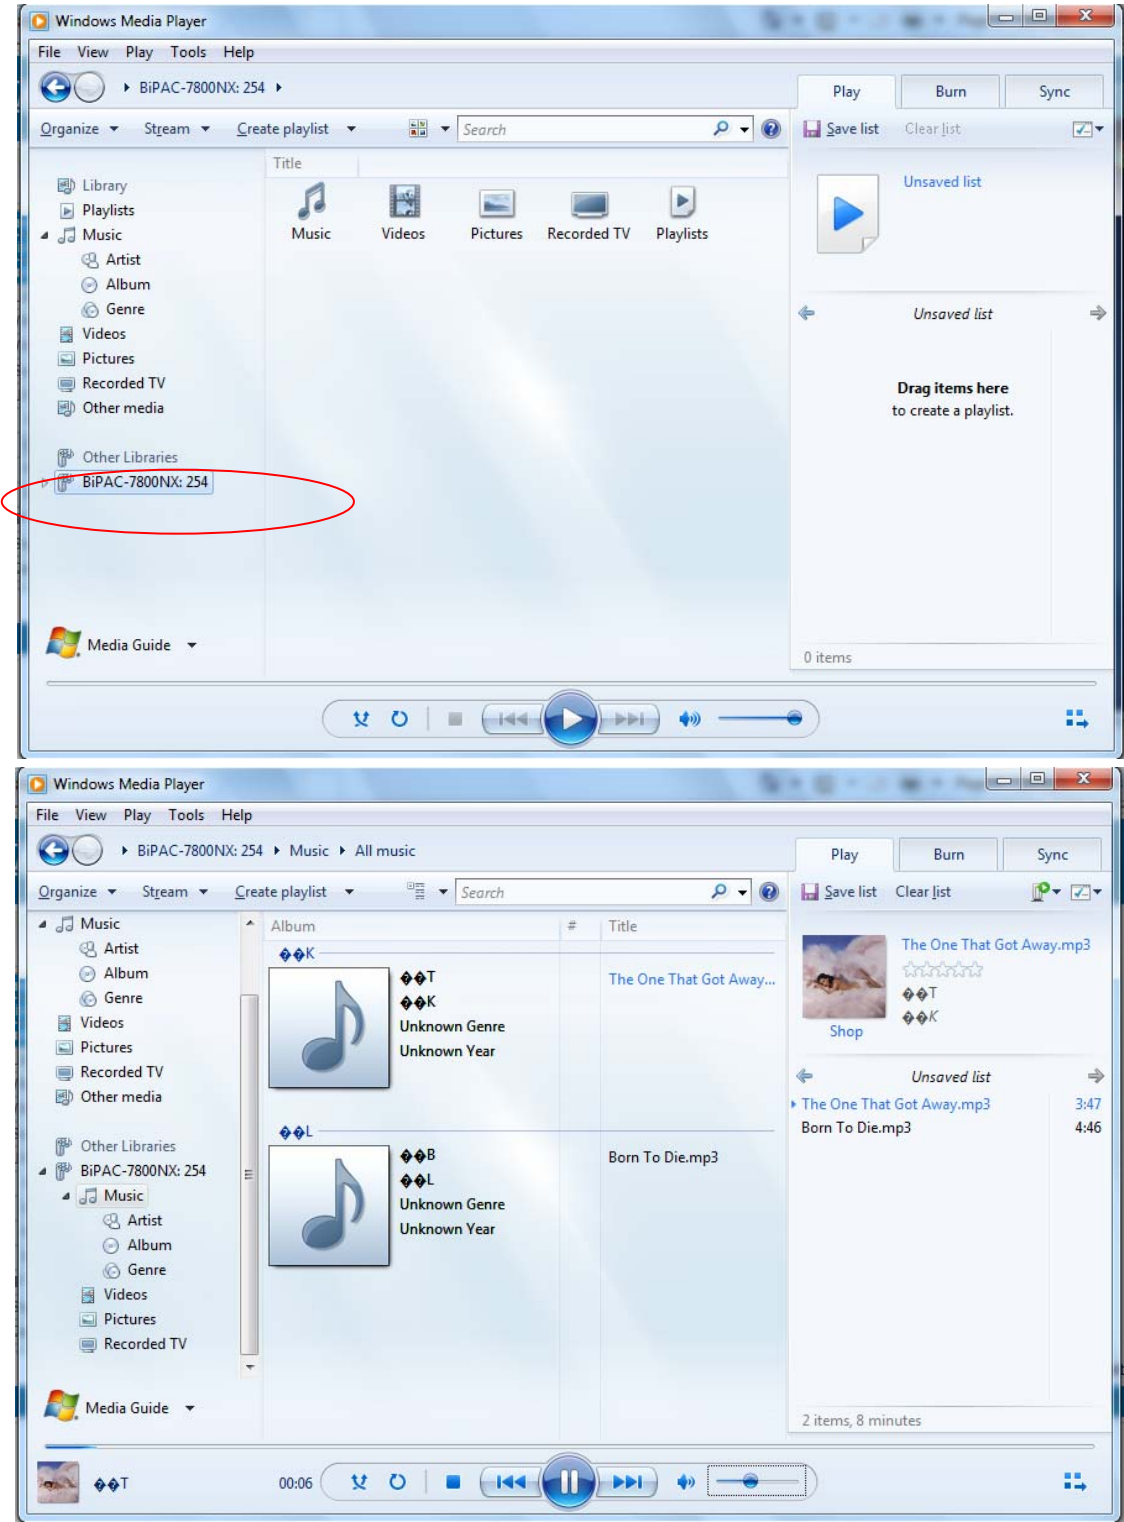 Windows Media Player
File View Play Tools Help
BiPAC-7800NX: 254
Play Burn Sync
Organize Stream Create playlist Search Save list Clear list
Title
Library
Playlists
Music
Artist
Album
Genre
Videos
Pictures
Recorded TV
Other media
Other Libraries
BiPAC-7800NX: 254
Media Guide
Music Videos Pictures Recorded TV Playlists
Unsaved list
Unsaved list
Drag items here
to create a playlist.
0 items
Windows Media Player
File View Play Tools Help
BiPAC-7800NX: 254 Music All music
Play Burn Sync
Organize Stream Create playlist Search Save list Clear list
Music
Artist
Album
Genre
Videos
Pictures
Recorded TV
Other media
Other Libraries
BiPAC-7800NX: 254
Music
Artist
Album
Genre
Videos
Pictures
Recorded TV
Media Guide
Album # Title
��K
��T The One That Got Away...
��K
Unknown Genre
Unknown Year
��L
��B Born To Die.mp3
��L
Unknown Genre
Unknown Year
The One That Got Away.mp3
��T
��K
Shop
Unsaved list
The One That Got Away.mp3 3:47
Born To Die.mp3 4:46
2 items, 8 minutes
��T 00:06